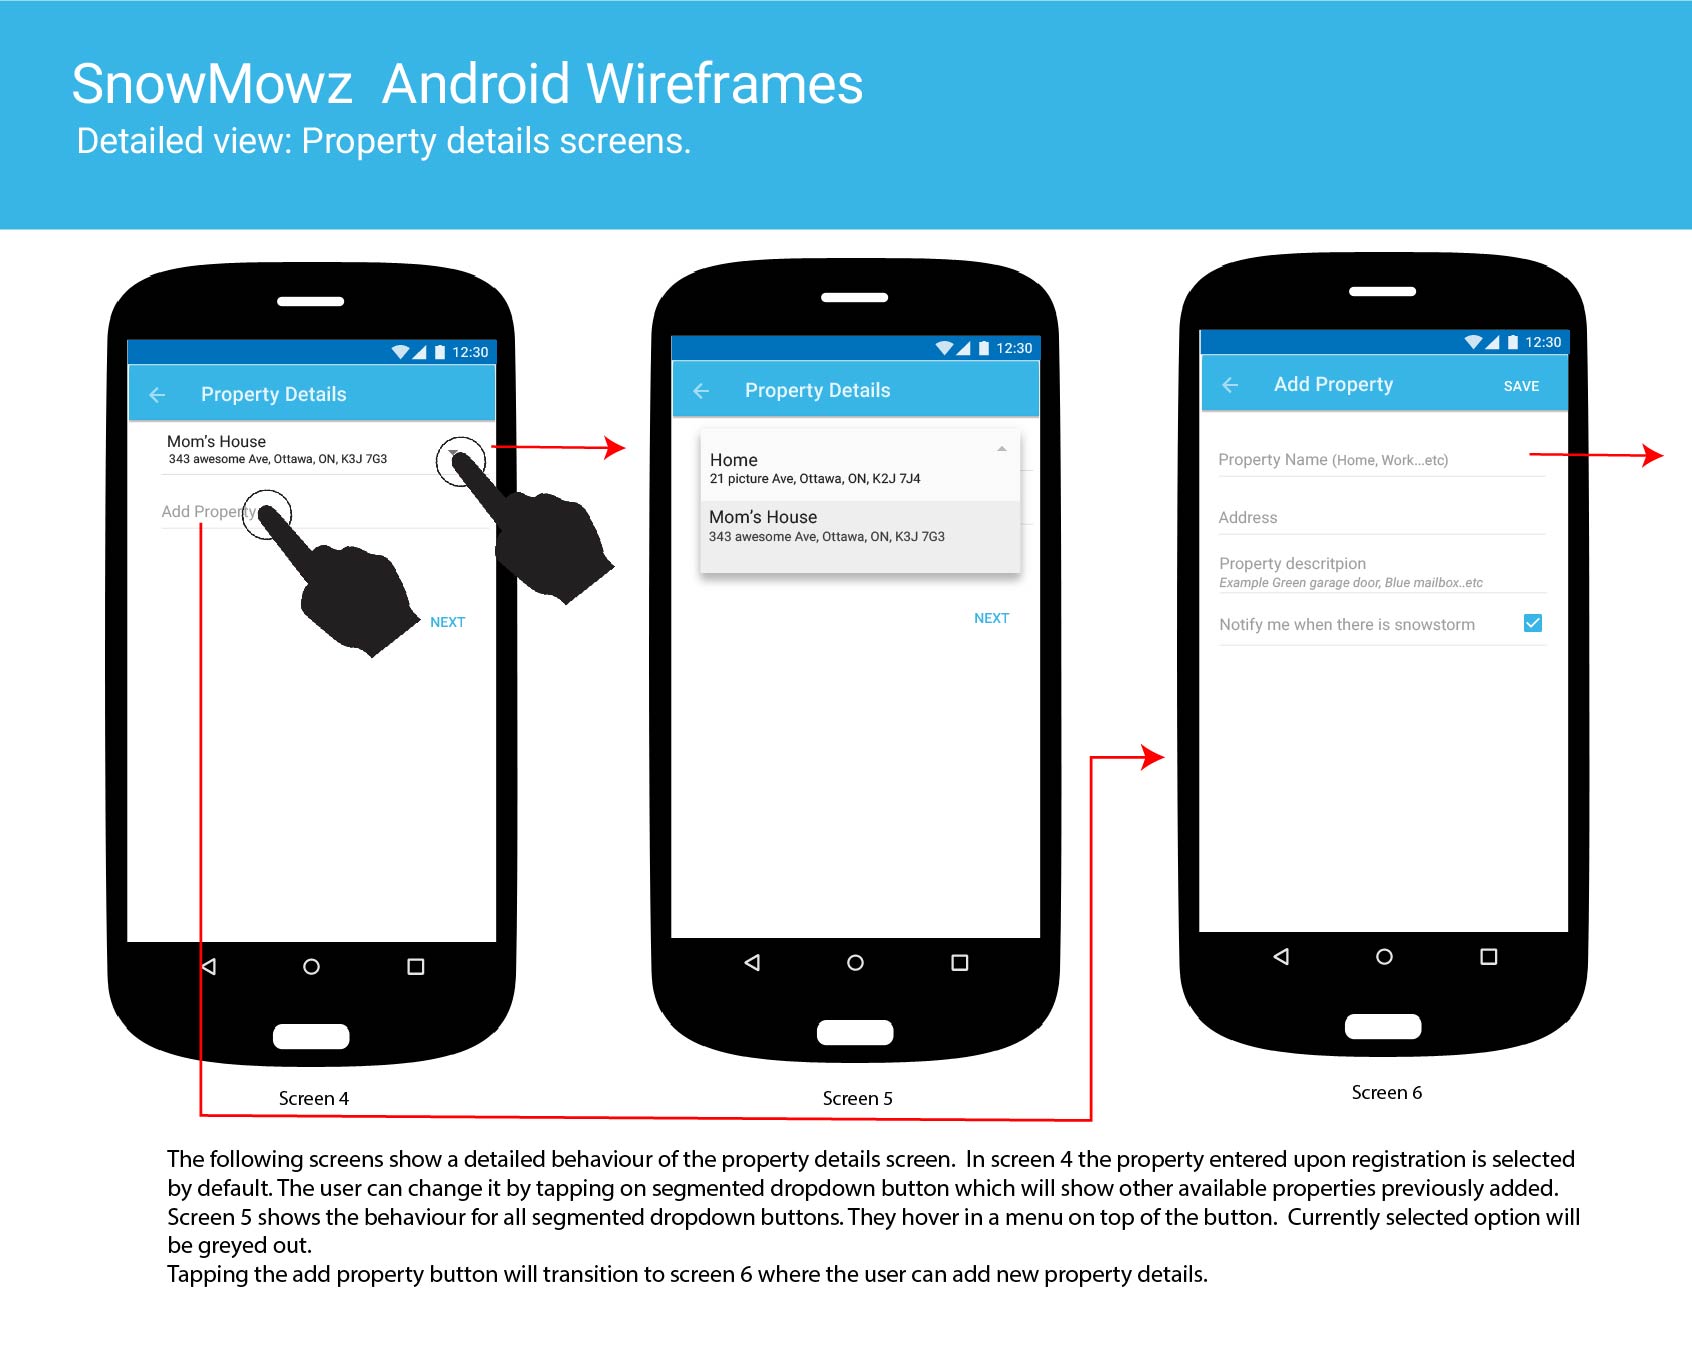 SnowMowz Android Wireframes
Detailed view: Property details screens.
12:30
Property Details
Mom's House
343 awesome Ave, Ottawa, ON, K3J 7G3
Add Property
NEXT
Screen 4
12:30
Property Details
Home
21 picture Ave, Ottawa, ON, K2J 7J4
Mom's House
343 awesome Ave, Ottawa, ON, K3J 7G3
NEXT
Screen 5
12:30
Add Property SAVE
Property Name (Home, Work...etc)
Address
Property descritpion
Example Green garage door, Blue mailbox..etc
Notify me when there is snowstorm
Screen 6
The following screens show a detailed behaviour of the property details screen. In screen 4 the property entered upon registration is selected
by default. The user can change it by tapping on segmented dropdown button which will show other available properties previously added.
Screen 5 shows the behaviour for all segmented dropdown buttons. They hover in a menu on top of the button. Currently selected option will
be greyed out.
Tapping the add property button will transition to screen 6 where the user can add new property details.